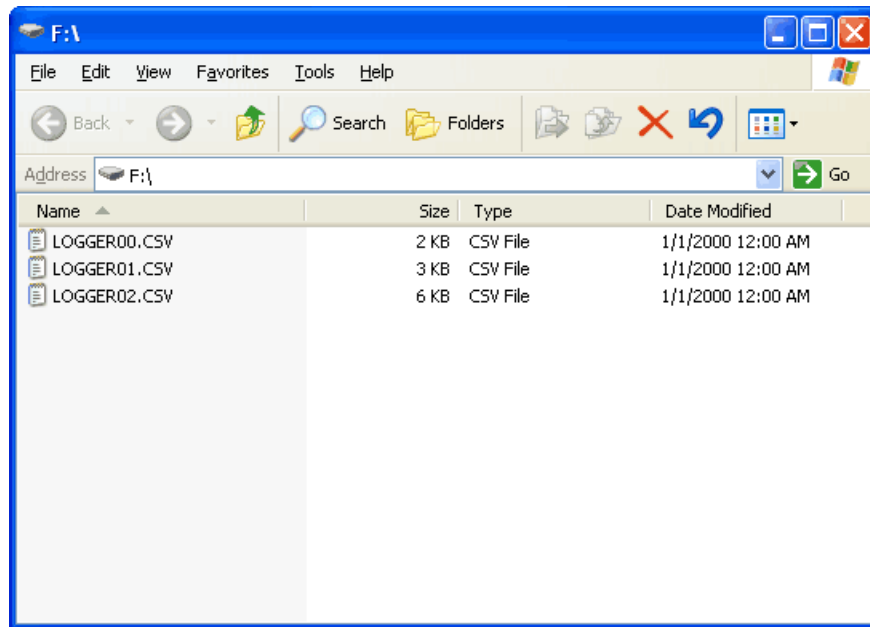 F:\
File Edit View Favorites Tools Help
Back Search Folders
Address F:\ Go
Name Size Type Date Modified
LOGGER00.CSV 2 KB CSV File 1/1/2000 12:00 AM
LOGGER01.CSV 3 KB CSV File 1/1/2000 12:00 AM
LOGGER02.CSV 6 KB CSV File 1/1/2000 12:00 AM